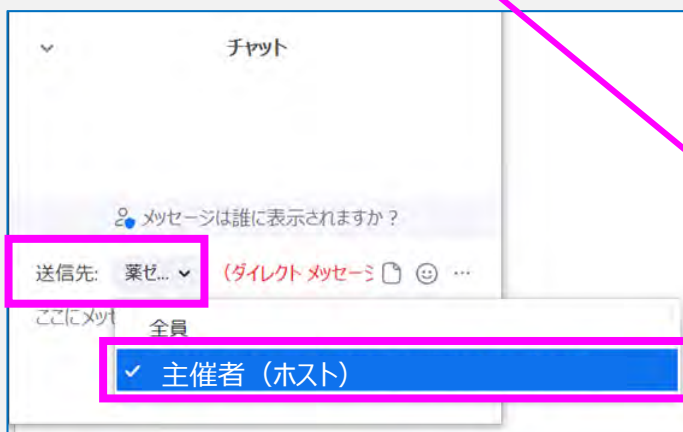 チャット
メッセージは誰に表示されますか？
送信先: 薬ゼ... (ダイレクト メッセージ ...
ここにメッセ
全員
主催者（ホスト）